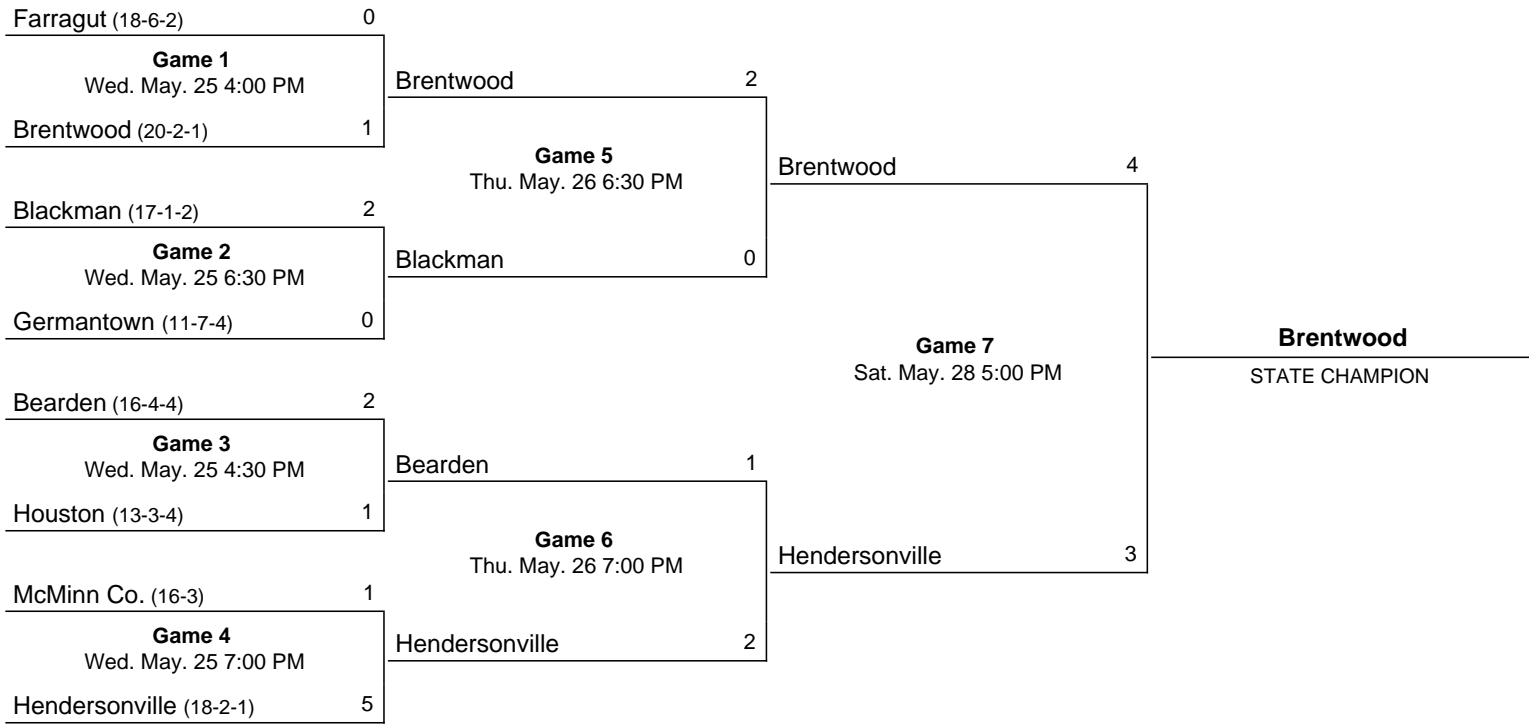 Farragut (18-6-2) 0
Game 1
Wed. May. 25 4:00 PM
Brentwood (20-2-1) 1
Blackman (17-1-2) 2
Game 2
Wed. May. 25 6:30 PM
Germantown (11-7-4) 0
Bearden (16-4-4) 2
Game 3
Wed. May. 25 4:30 PM
Houston (13-3-4) 1
McMinn Co. (16-3) 1
Game 4
Wed. May. 25 7:00 PM
Hendersonville (18-2-1) 5
Brentwood 2
Game 5
Thu. May. 26 6:30 PM
Blackman 0
Bearden 1
Game 6
Thu. May. 26 7:00 PM
Hendersonville 2
Brentwood 4
Game 7
Sat. May. 28 5:00 PM
Hendersonville 3
Brentwood
STATE CHAMPION